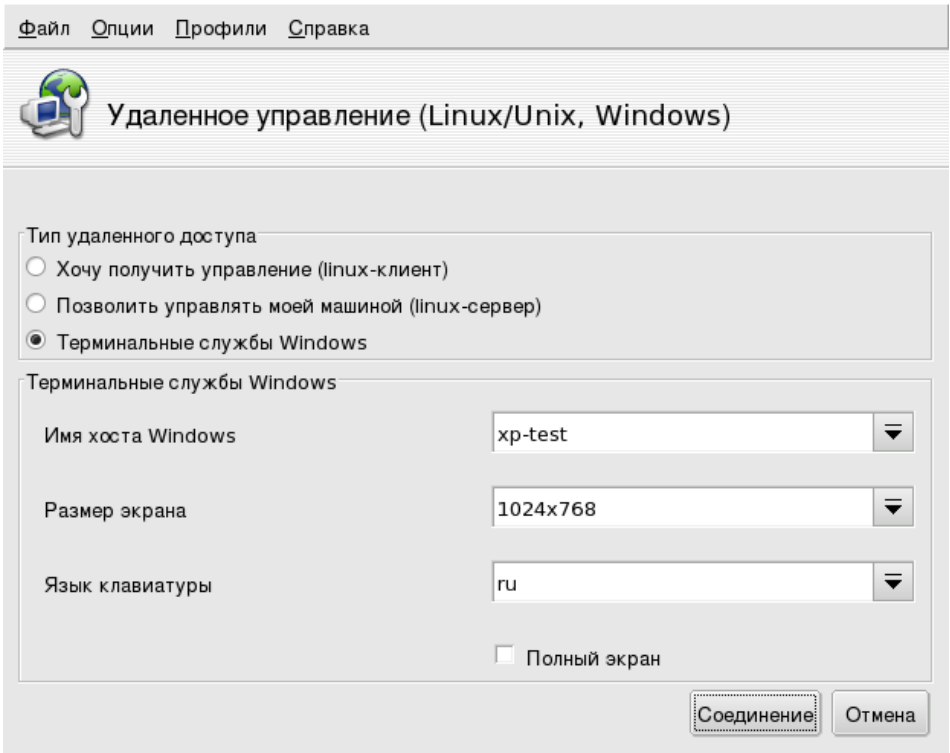 Файл Опции Профили Справка
Удаленное управление (Linux/Unix, Windows)
Тип удаленного доступа
Хочу получить управление (linux-клиент)
Позволить управлять моей машиной (linux-сервер)
Терминальные службы Windows
Терминальные службы Windows
Имя хоста Windows xp-test
Размер экрана 1024x768
Язык клавиатуры ru
Полный экран
Соединение Отмена